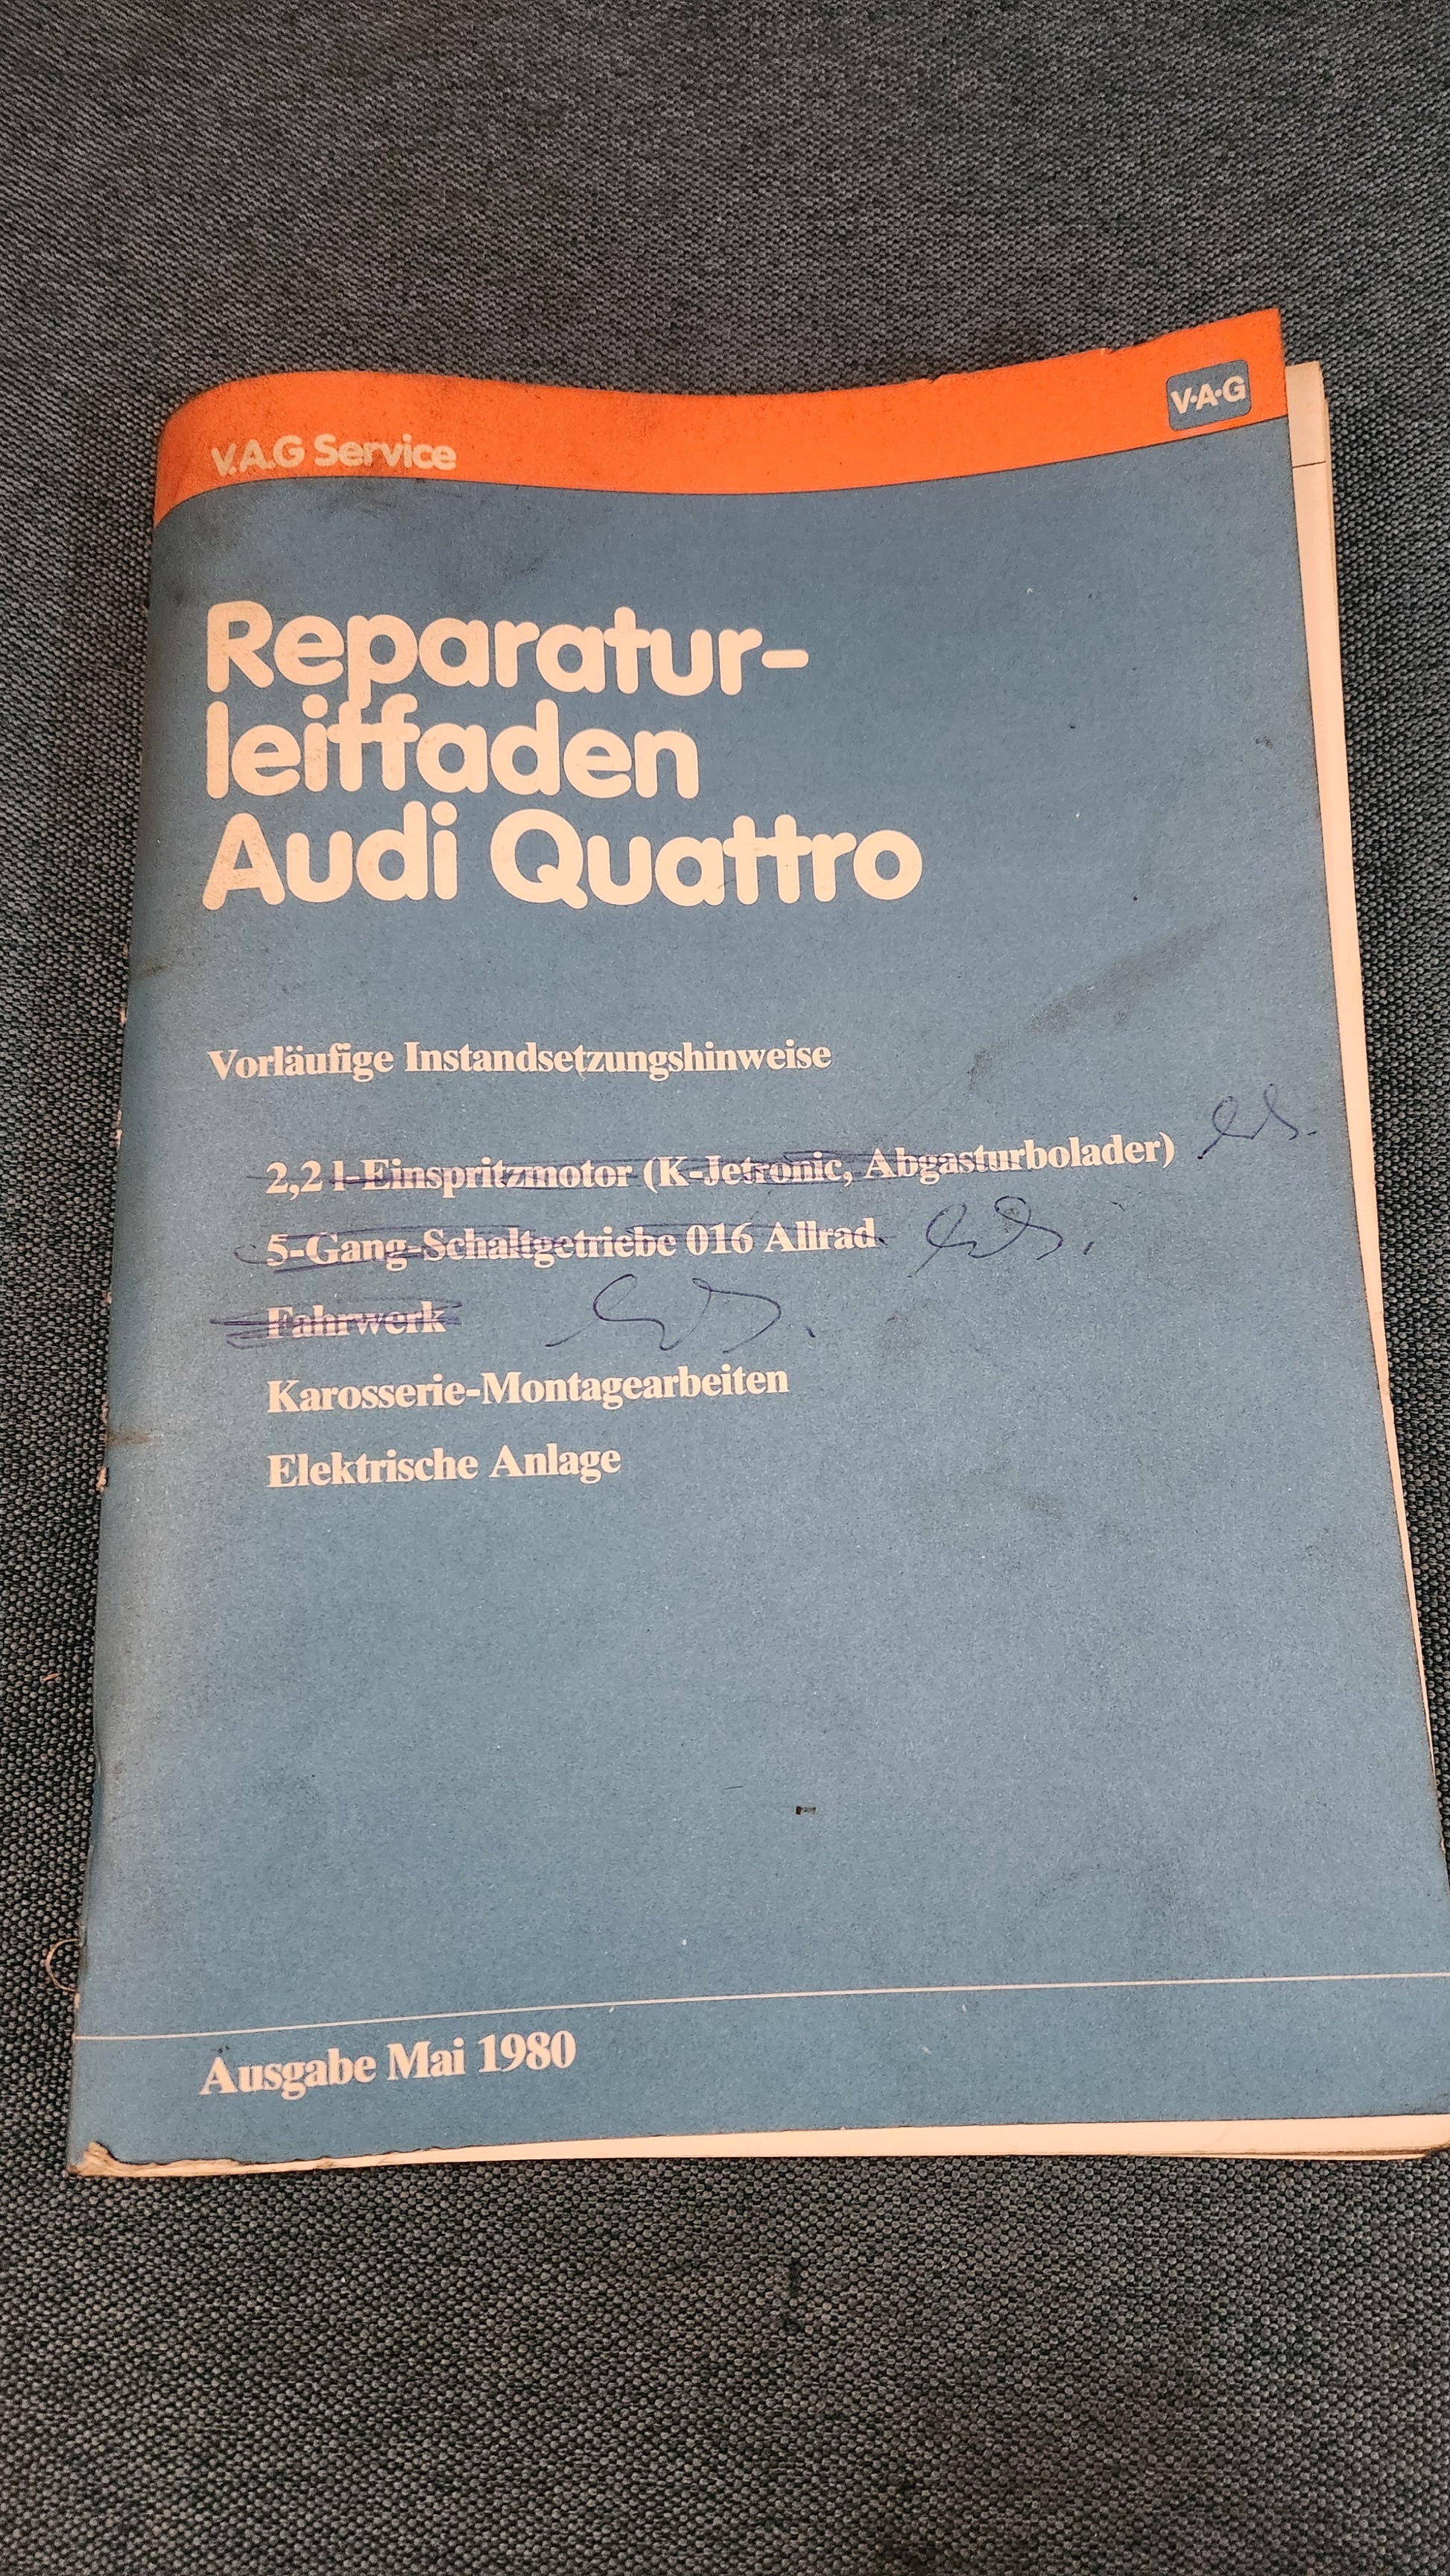 V.A.G Service
V·A·G
Reparatur-
leitfaden
Audi Quattro
Vorläufige Instandsetzungshinweise
2,2 l-Einspritzmotor (K-Jetronic, Abgasturbolader)
5-Gang-Schaltgetriebe 016 Allrad
Fahrwerk
Karosserie-Montagearbeiten
Elektrische Anlage
Ausgabe Mai 1980